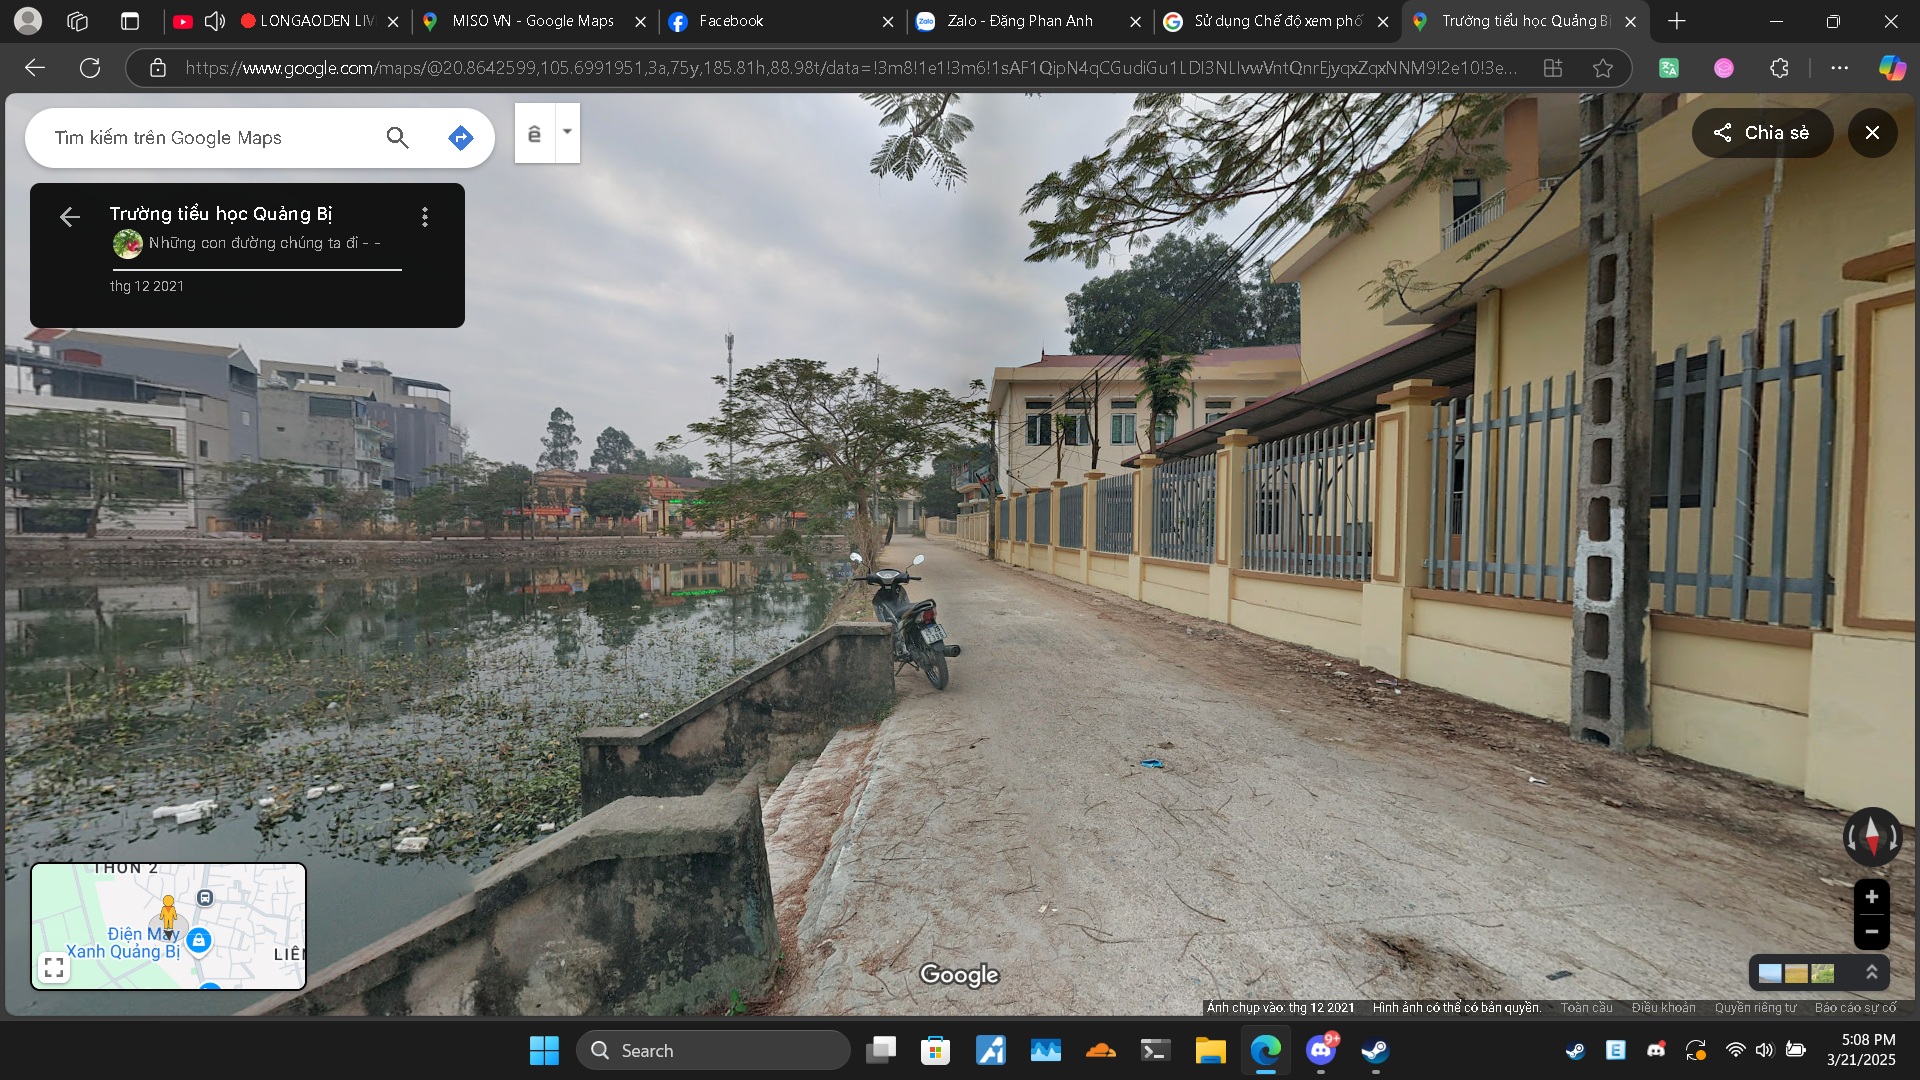 LONGAODEN LIV
MISO VN - Google Maps
Facebook
Zalo - Đặng Phan Anh
Sử dụng Chế độ xem phố
Trường tiểu học Quảng Bị
https://www.google.com/maps/@20.8642599,105.6991951,3a,75y,185.81h,88.98t/data=!3m8!1e1!3m6!1sAF1QipN4qCGudiGu1LDI3NLIvwVntQnrEjyqxZqxNNM9!2e10!3e...
Tìm kiếm trên Google Maps
ê
Chia sẻ
Trường tiểu học Quảng Bị
Những con đường chúng ta đi - -
thg 12 2021
THÔN 2
Điện Máy
Xanh Quảng Bị
LIÊN
Google
Ảnh chụp vào: thg 12 2021 Hình ảnh có thể có bản quyền. Toàn cầu Điều khoản Quyền riêng tư Báo cáo sự cố
Search
9+
5:08 PM
3/21/2025